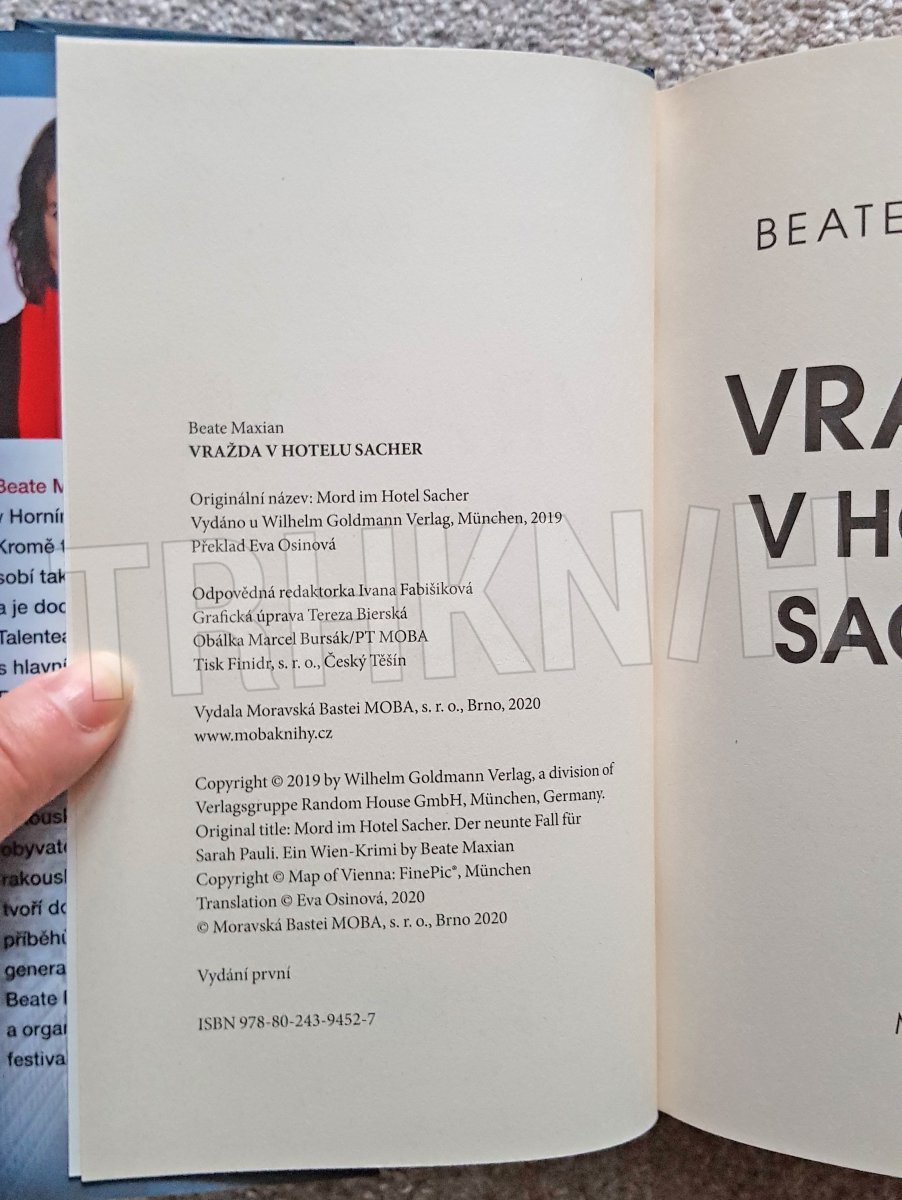 Beate
v Horním
Kromě
sobí tak
a je
s hlavní
obyvat
tvoří
příběhů
Beate
a
Beate Maxian
VRAŽDA V HOTELU SACHER
Originální název: Mord im Hotel Sacher
Vydáno u Wilhelm Goldmann Verlag, München, 2019
Překlad Eva Osinová
Odpovědná redaktorka Ivana Fabišiková
Grafická úprava Tereza Bierská
Obálka Marcel Bursák/PT MOBA
Tisk Finidr, s. r. o., Český Těšín
Vydala Moravská Bastei MOBA, s. r. o., Brno, 2020
www.mobaknihy.cz
Copyright © 2019 by Wilhelm Goldmann Verlag, a division of
Verlagsgruppe Random House GmbH, München, Germany.
Original title: Mord im Hotel Sacher. Der neunte Fall für
Sarah Pauli. Ein Wien-Krimi by Beate Maxian
Copyright © Map of Vienna: FinePic®, München
Translation © Eva Osinová, 2020
© Moravská Bastei MOBA, s. r. o., Brno 2020
Vydání první
ISBN 978-80-243-9452-7
BEATE
VRA
V HO
SAC
TRHKNIH